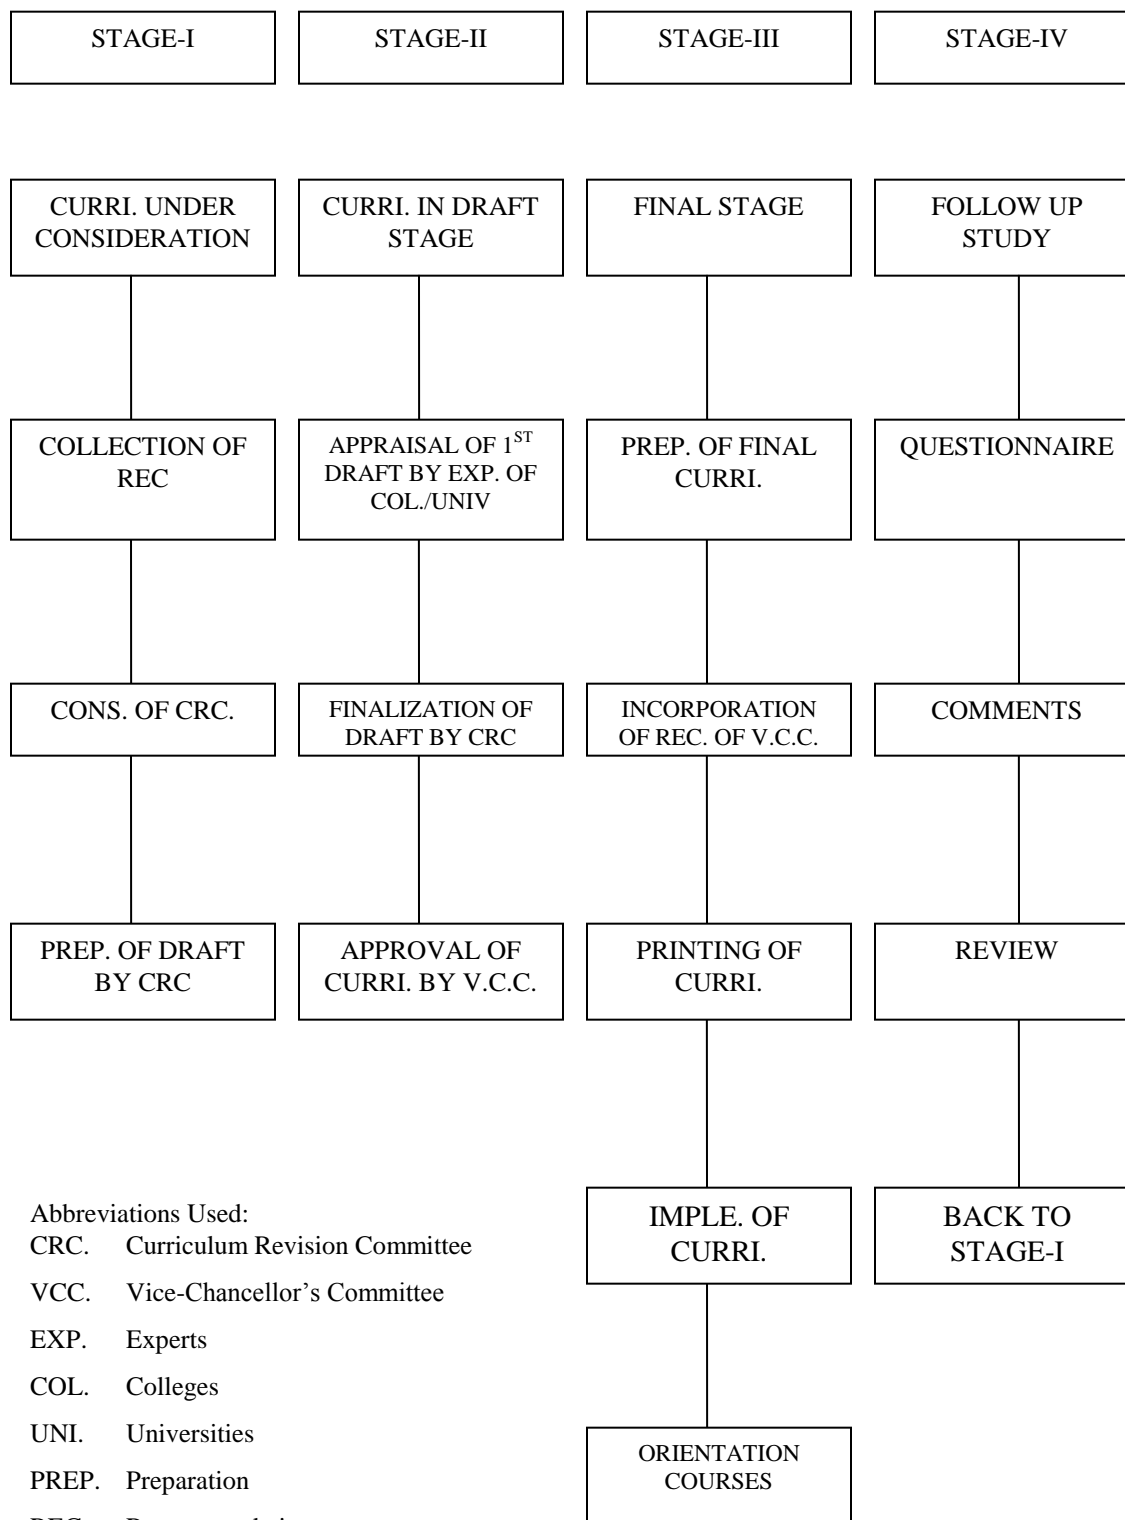 STAGE-I
STAGE-II
STAGE-III
STAGE-IV
CURRI. UNDER
CONSIDERATION
CURRI. IN DRAFT
STAGE
FINAL STAGE
FOLLOW UP
STUDY
COLLECTION OF
REC
APPRAISAL OF 1ST
DRAFT BY EXP. OF
COL./UNIV
PREP. OF FINAL
CURRI.
QUESTIONNAIRE
CONS. OF CRC.
FINALIZATION OF
DRAFT BY CRC
INCORPORATION
OF REC. OF V.C.C.
COMMENTS
PREP. OF DRAFT
BY CRC
APPROVAL OF
CURRI. BY V.C.C.
PRINTING OF
CURRI.
REVIEW
IMPLE. OF
CURRI.
BACK TO
STAGE-I
ORIENTATION
COURSES
Abbreviations Used:
CRC. Curriculum Revision Committee
VCC. Vice-Chancellor’s Committee
EXP. Experts
COL. Colleges
UNI. Universities
PREP. Preparation